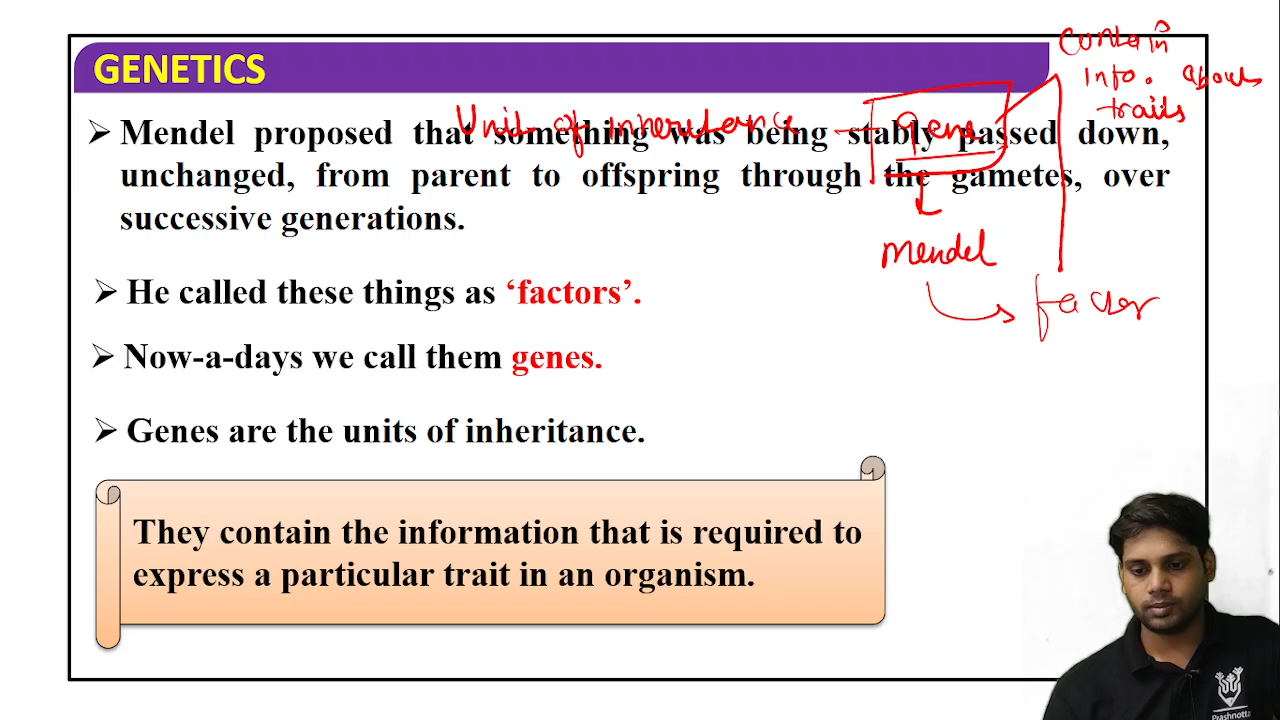 GENETICS
contain
info. about
traits
Unit of inheritance — gene
➢ Mendel proposed that something was being stably passed down,
unchanged, from parent to offspring through the gametes, over
successive generations.
Mendel
➢ He called these things as ‘factors’.
factor
➢ Now-a-days we call them genes.
➢ Genes are the units of inheritance.
They contain the information that is required to
express a particular trait in an organism.